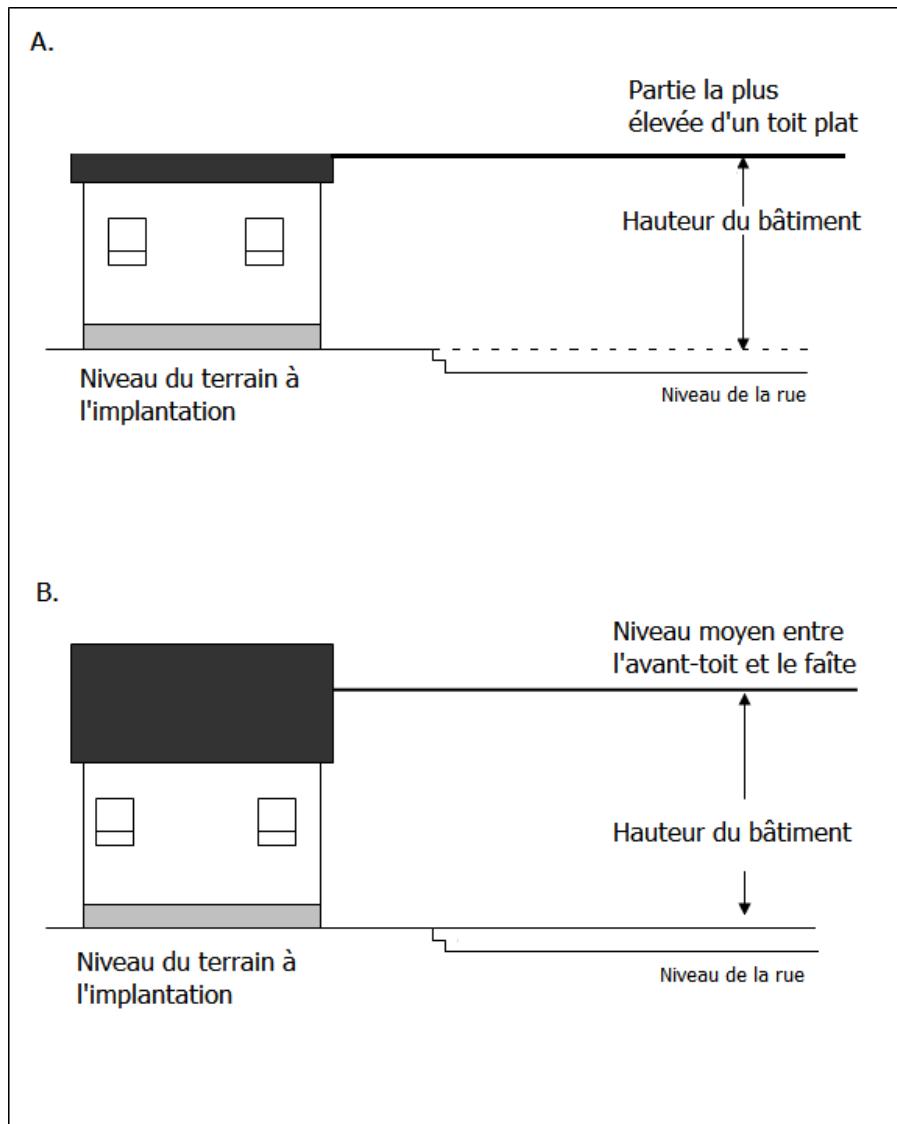 A.
Partie la plus
élevée d'un toit plat
Hauteur du bâtiment
Niveau du terrain à
l'implantation
Niveau de la rue
B.
Niveau moyen entre
l'avant-toit et le faîte
Hauteur du bâtiment
Niveau du terrain à
l'implantation
Niveau de la rue